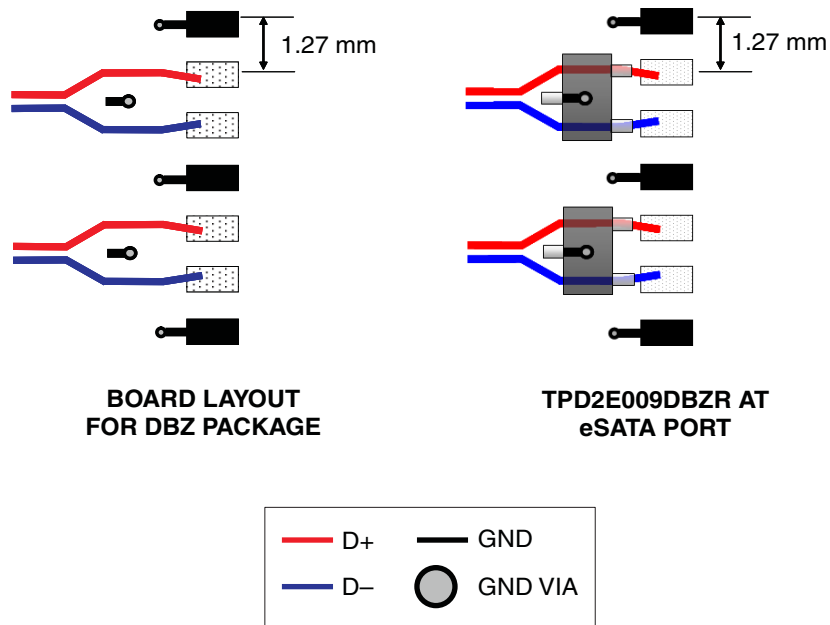 1.27 mm
1.27 mm
BOARD LAYOUT
FOR DBZ PACKAGE
TPD2E009DBZR AT
eSATA PORT
D+
GND
D–
GND VIA